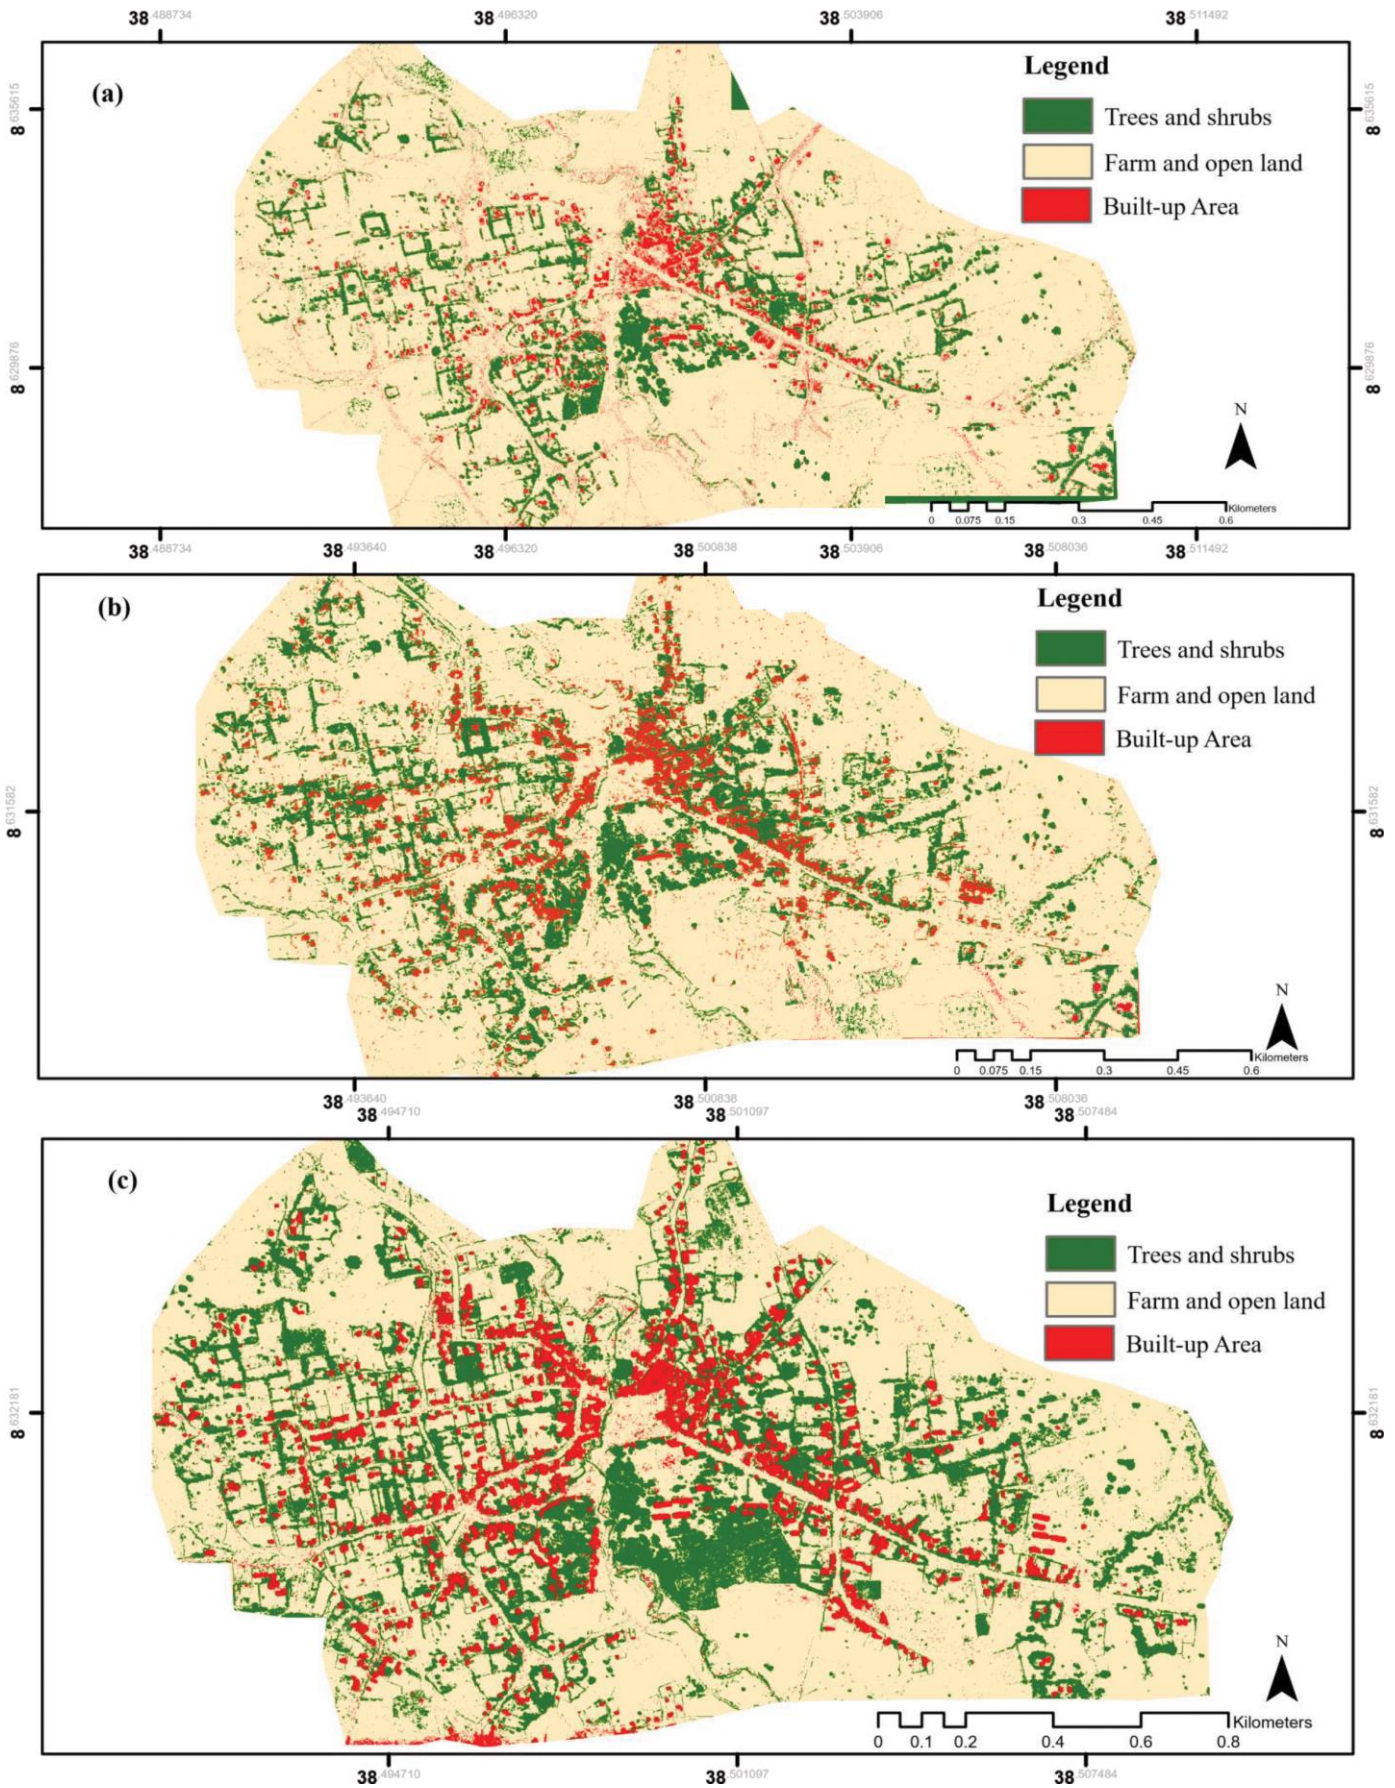 38.488734 38.496320 38.503906 38.511492
(a)
Legend
8.635615
8.635615
Trees and shrubs
Farm and open land
Built-up Area
8.629876
8.629876
N
0 0.075 0.15 0.3 0.45 0.6 Kilometers
38.488734 38.493640 38.496320 38.500838 38.503906 38.508036 38.511492
(b)
Legend
Trees and shrubs
Farm and open land
Built-up Area
8.631582
8.631582
N
0 0.075 0.15 0.3 0.45 0.6 Kilometers
38.493640 38.500838 38.508036
38.494710 38.501097 38.507484
(c)
Legend
Trees and shrubs
Farm and open land
Built-up Area
8.632181
8.632181
N
0 0.1 0.2 0.4 0.6 0.8 Kilometers
38.494710 38.501097 38.507484